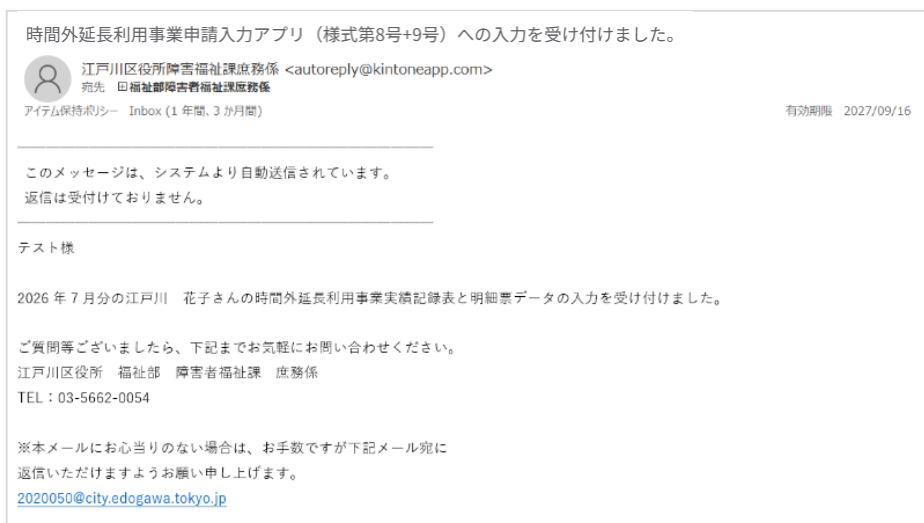 時間外延長利用事業申請入力アプリ（様式第8号+9号）への入力を受け付けました。
江戸川区役所障害福祉課庶務係 <autoreply@kintoneapp.com>
宛先 福祉部障害者福祉課庶務係
アイテム保持ポリシー Inbox (1 年間、3 か月間) 有効期限 2027/09/16
このメッセージは、システムより自動送信されています。
返信は受付けておりません。
テスト様
2026 年 7 月分の江戸川　花子さんの時間外延長利用事業実績記録表と明細票データの入力を受け付けました。
ご質問等ございましたら、下記までお気軽にお問い合わせください。
江戸川区役所　福祉部　障害者福祉課　庶務係
TEL：03-5662-0054
※本メールにお心当りのない場合は、お手数ですが下記メール宛に
返信いただけますようお願い申し上げます。
2020050@city.edogawa.tokyo.jp